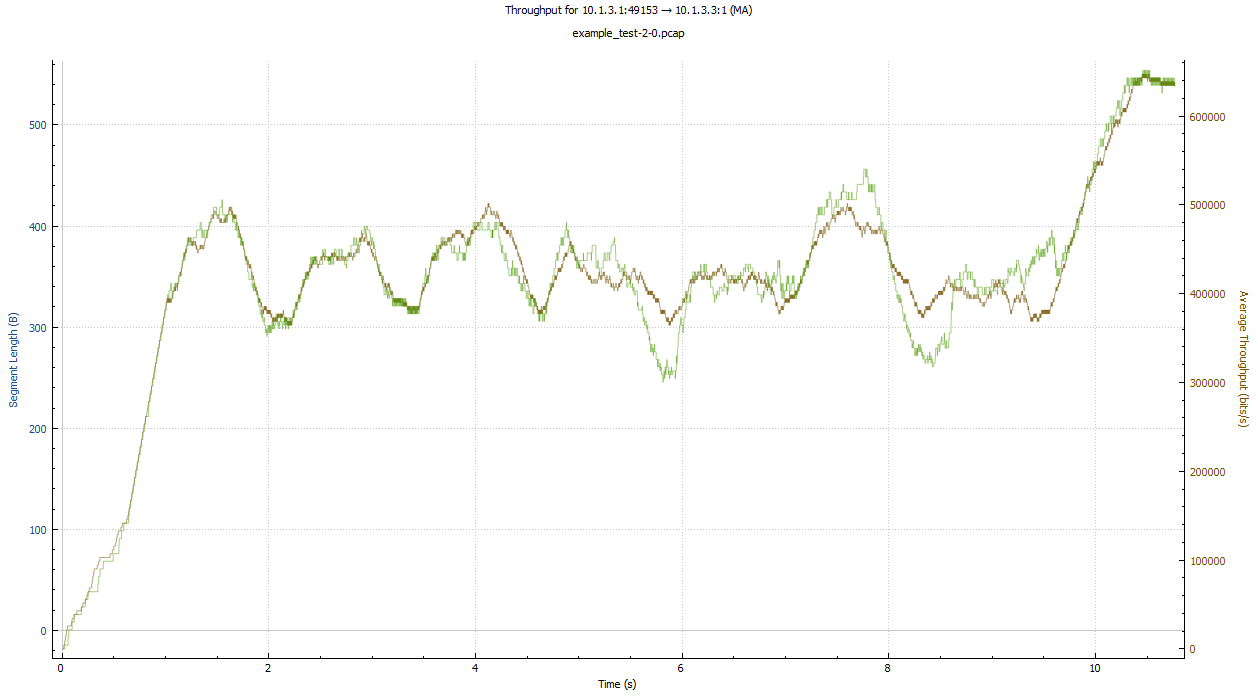 Throughput for 10.1.3.1:49153 → 10.1.3.3:1 (MA)
example_test-2-0.pcap
Segment Length (B)
500
400
300
200
100
0
Average Throughput (bits/s)
600000
500000
400000
300000
200000
100000
0
0 2 4 6 8 10
Time (s)